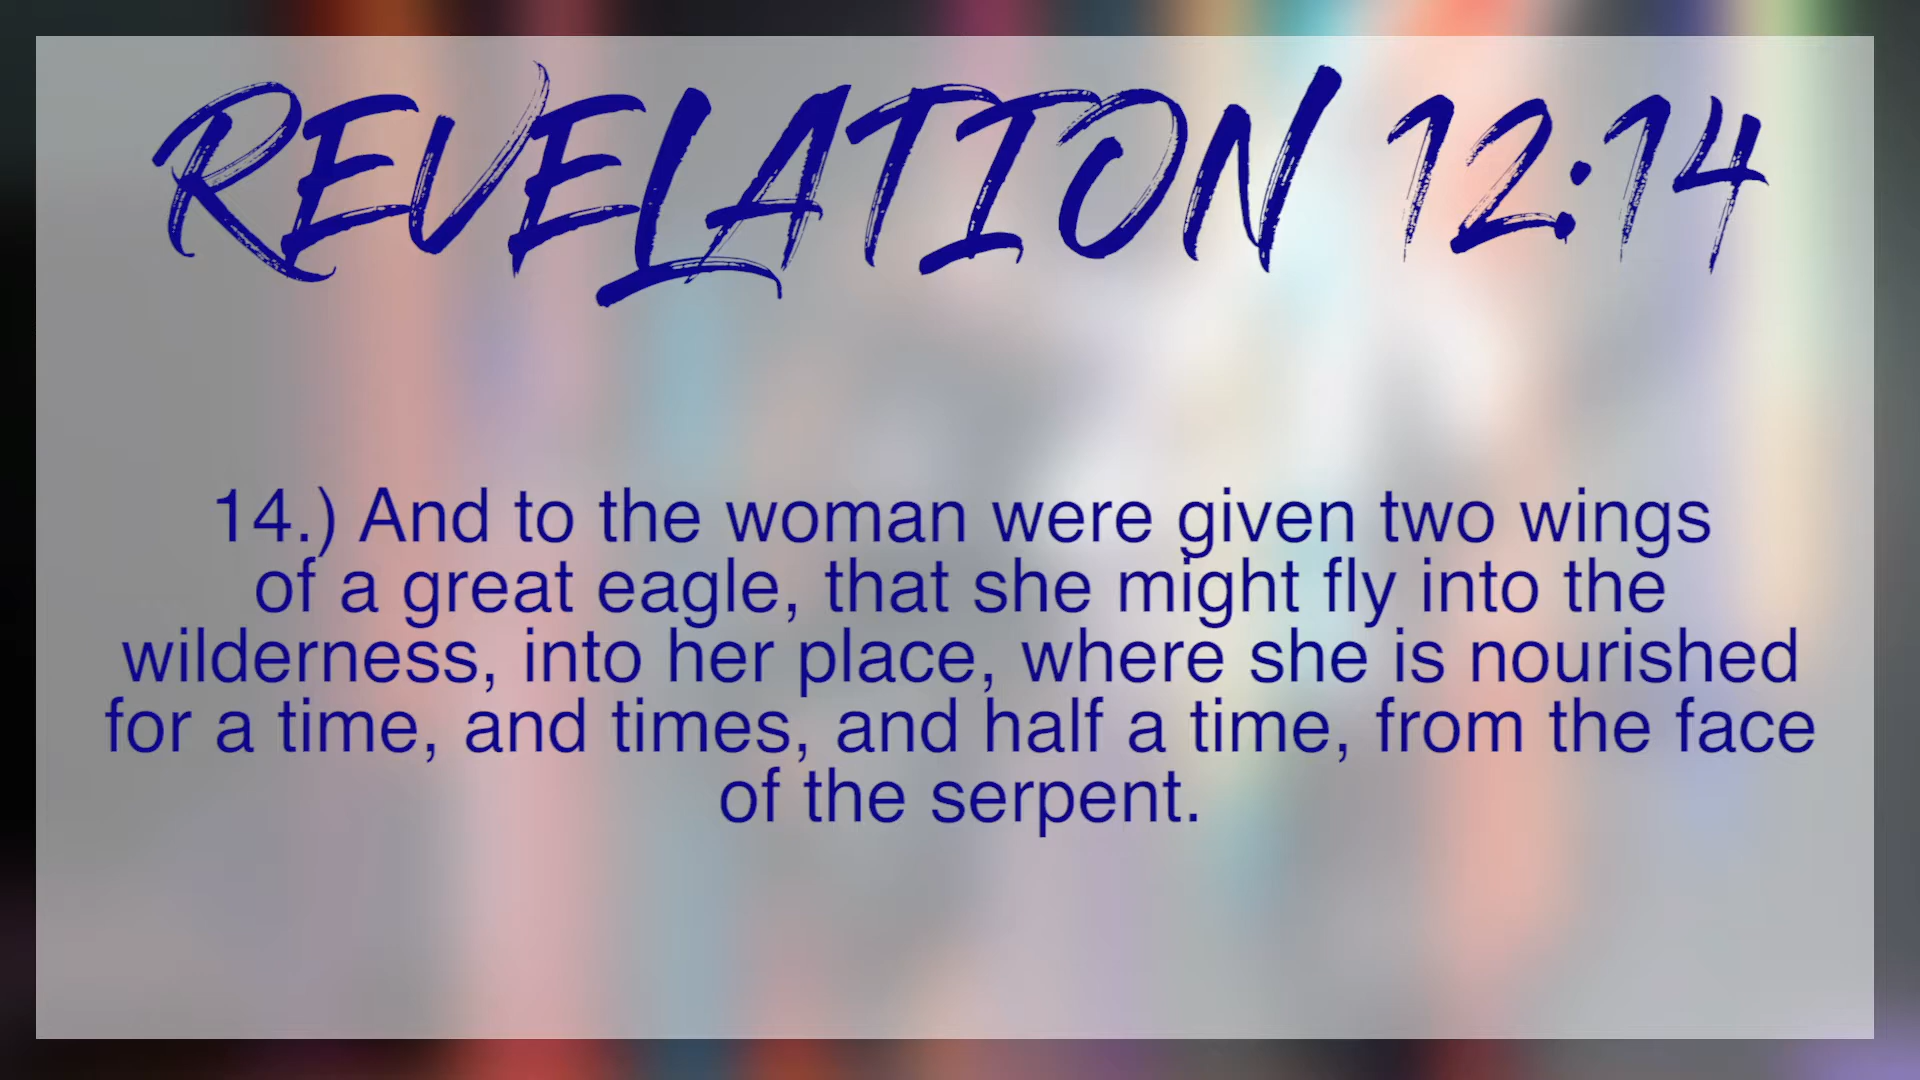 REVELATION 12:14
14.) And to the woman were given two wings
of a great eagle, that she might fly into the
wilderness, into her place, where she is nourished
for a time, and times, and half a time, from the face
of the serpent.